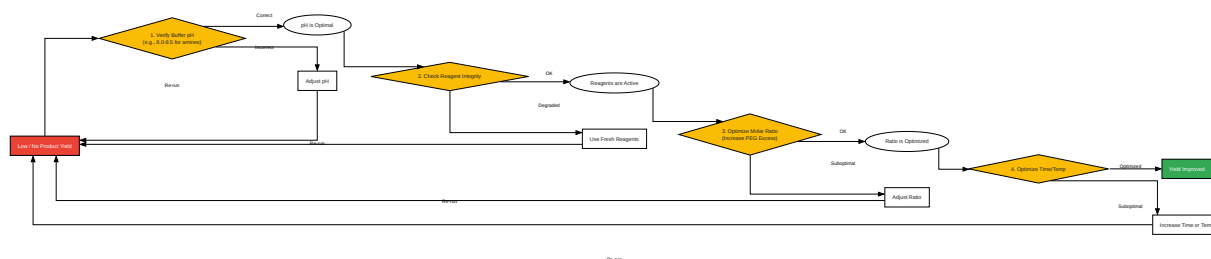 Correct
pH is Optimal
1. Verify Buffer pH
(e.g., 8.0-8.5 for amines)
Incorrect
Adjust pH
Re-run
Low / No Product Yield
Re-run
2. Check Reagent Integrity
OK
Reagents are Active
Degraded
Use Fresh Reagents
3. Optimize Molar Ratio
(Increase PEG Excess)
OK
Ratio is Optimized
Suboptimal
Adjust Ratio
Re-run
4. Optimize Time/Temp
Optimized
Yield Improved
Suboptimal
Increase Time or Temp